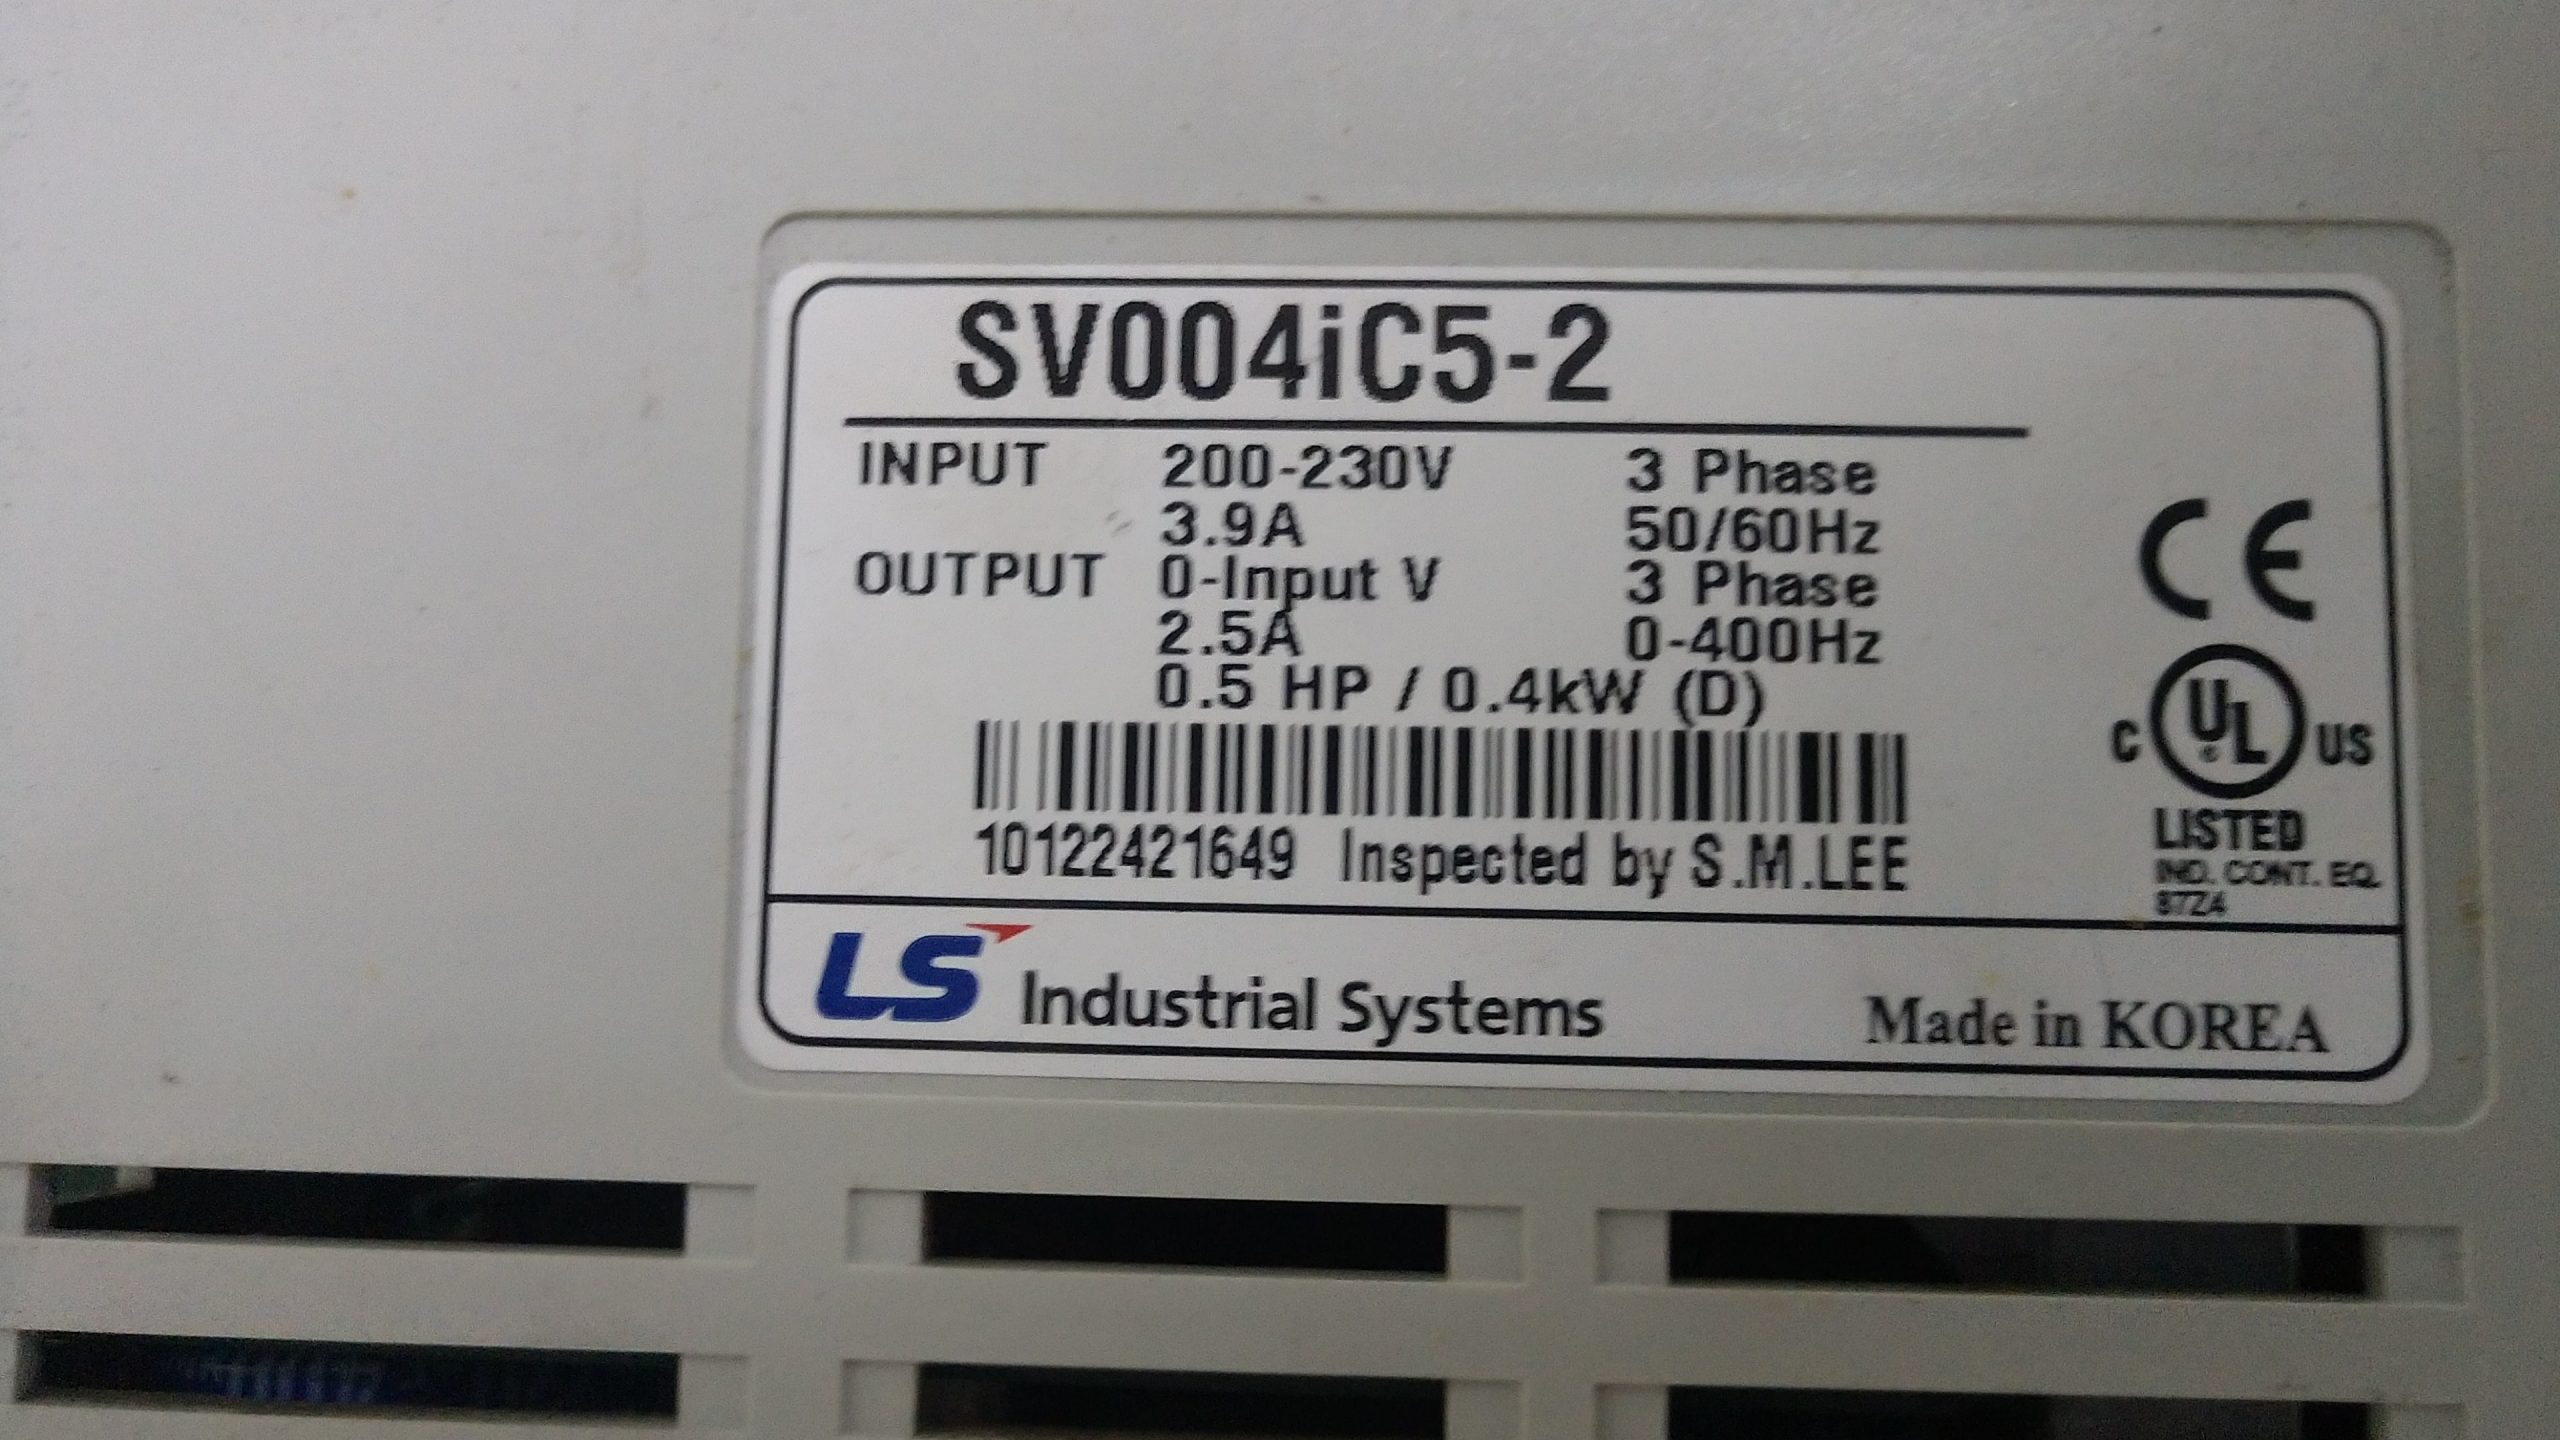 SV004iC5-2
INPUT 200-230V 3 Phase
3.9A 50/60Hz
OUTPUT 0-Input V 3 Phase
2.5A 0-400Hz
0.5 HP / 0.4kW (D)
10122421649 Inspected by S.M.LEE
CE
C UL® US
LISTED
IND. CONT. EQ.
87Z4
LS Industrial Systems
Made in KOREA